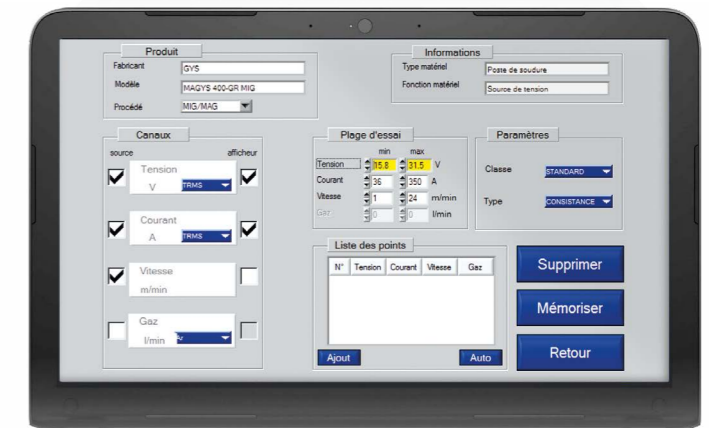 Produit
Fabricant GYS
Modèle MAGYS 400-GR MIG
Procédé MIG/MAG
Informations
Type matériel Poste de soudure
Fonction matériel Source de tension
Canaux
source afficheur
Tension
V TRMS
Courant
A TRMS
Vitesse
m/min
Gaz
l/min Ar
Plage d'essai
min max
Tension 15.8 31.5 V
Courant 36 350 A
Vitesse 1 24 m/min
Gaz 0 0 l/min
Paramètres
Classe STANDARD
Type CONSISTANCE
Liste des points
N° Tension Courant Vitesse Gaz
Ajout Auto
Supprimer
Mémoriser
Retour